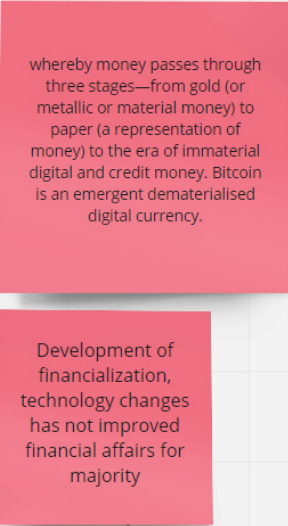 whereby money passes through
three stages—from gold (or
metallic or material money) to
paper (a representation of
money) to the era of immaterial
digital and credit money. Bitcoin
is an emergent dematerialised
digital currency.
Development of
financialization,
technology changes
has not improved
financial affairs for
majority